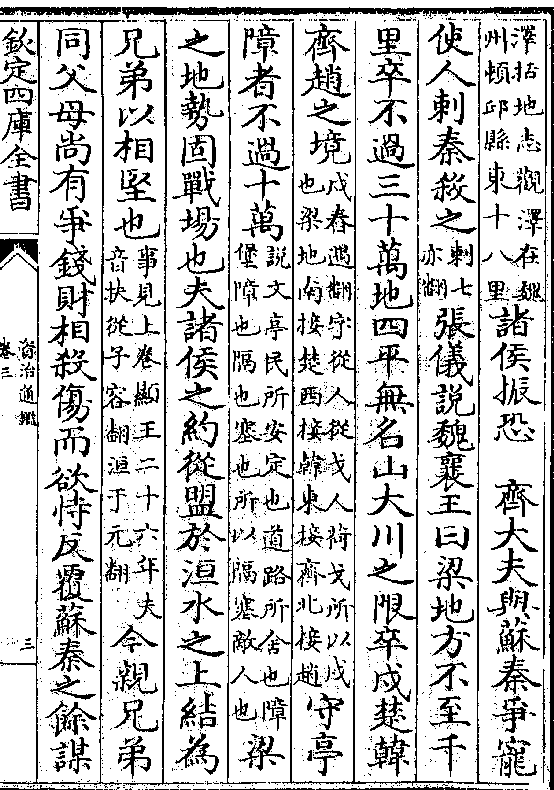 澤括地志觀澤在魏
州頓邱縣東十八里
諸侯振恐　齊大夫與蘇秦爭寵
使人刺秦殺之
刺七
亦翻
張儀說魏襄王曰梁地方不至千
里卒不過三十萬地四平無名山大川之限卒戍楚韓
齊趙之境
戍舂遇翻守從人從戈人荷戈所以戍
也梁地南接楚西接韓東接齊北接趙
守亭
障者不過十萬
說文亭民所安定也道路所舍也障
堡障也隔也塞也所以隔塞敵人也
梁
之地勢固戰場也夫諸侯之約從盟於洹水之上結為
兄弟以相堅也
事見上卷顯王二十六年夫
音扶從子容翻洹于元翻
今親兄弟
同父母尚有爭錢財相殺傷而欲恃反覆蘇秦之餘謀
欽定四庫全書
資治通鑑
卷三
三